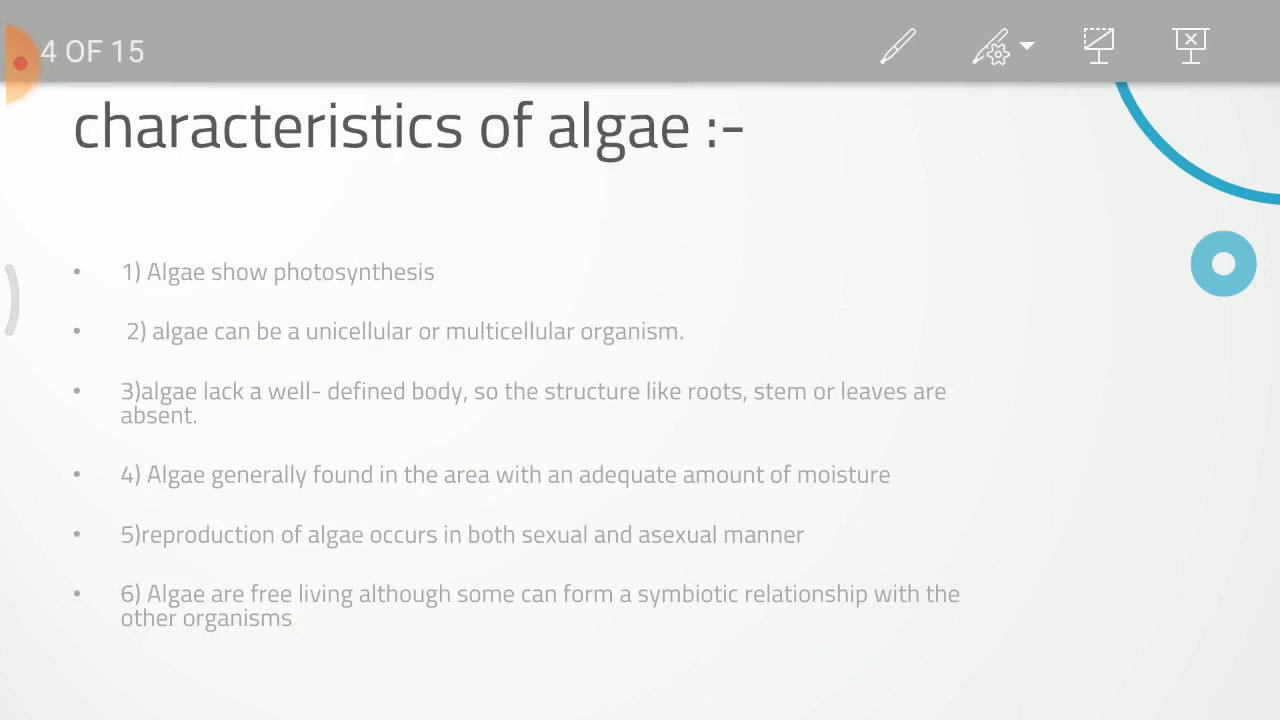 4 OF 15
characteristics of algae :-
• 1) Algae show photosynthesis
• 2) algae can be a unicellular or multicellular organism.
• 3)algae lack a well- defined body, so the structure like roots, stem or leaves are
absent.
• 4) Algae generally found in the area with an adequate amount of moisture
• 5)reproduction of algae occurs in both sexual and asexual manner
• 6) Algae are free living although some can form a symbiotic relationship with the
other organisms